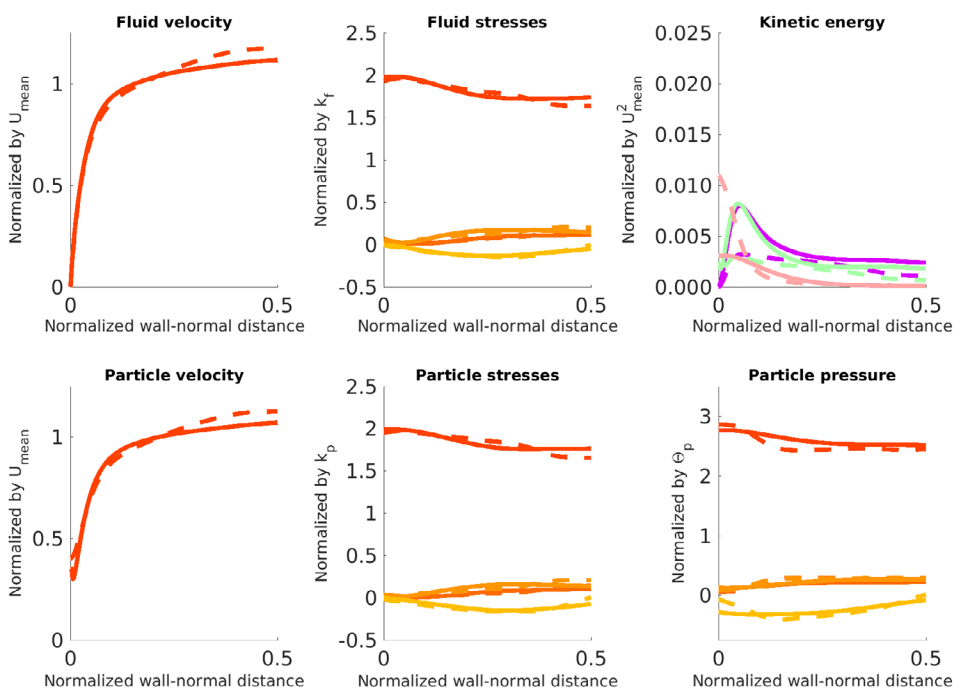 Fluid velocity
Normalized by U_mean
1
0.5
0
0
0.5
Normalized wall-normal distance
Fluid stresses
Normalized by k_f
2.5
2
1.5
1
0.5
0
-0.5
0
0.5
Normalized wall-normal distance
Kinetic energy
Normalized by U²_mean
0.025
0.020
0.015
0.010
0.005
0.000
0
0.5
Normalized wall-normal distance
Particle velocity
Normalized by U_mean
1
0.5
0
0
0.5
Normalized wall-normal distance
Particle stresses
Normalized by k_p
2.5
2
1.5
1
0.5
0
-0.5
0
0.5
Normalized wall-normal distance
Particle pressure
Normalized by Θ_p
3
2
1
0
0
0.5
Normalized wall-normal distance